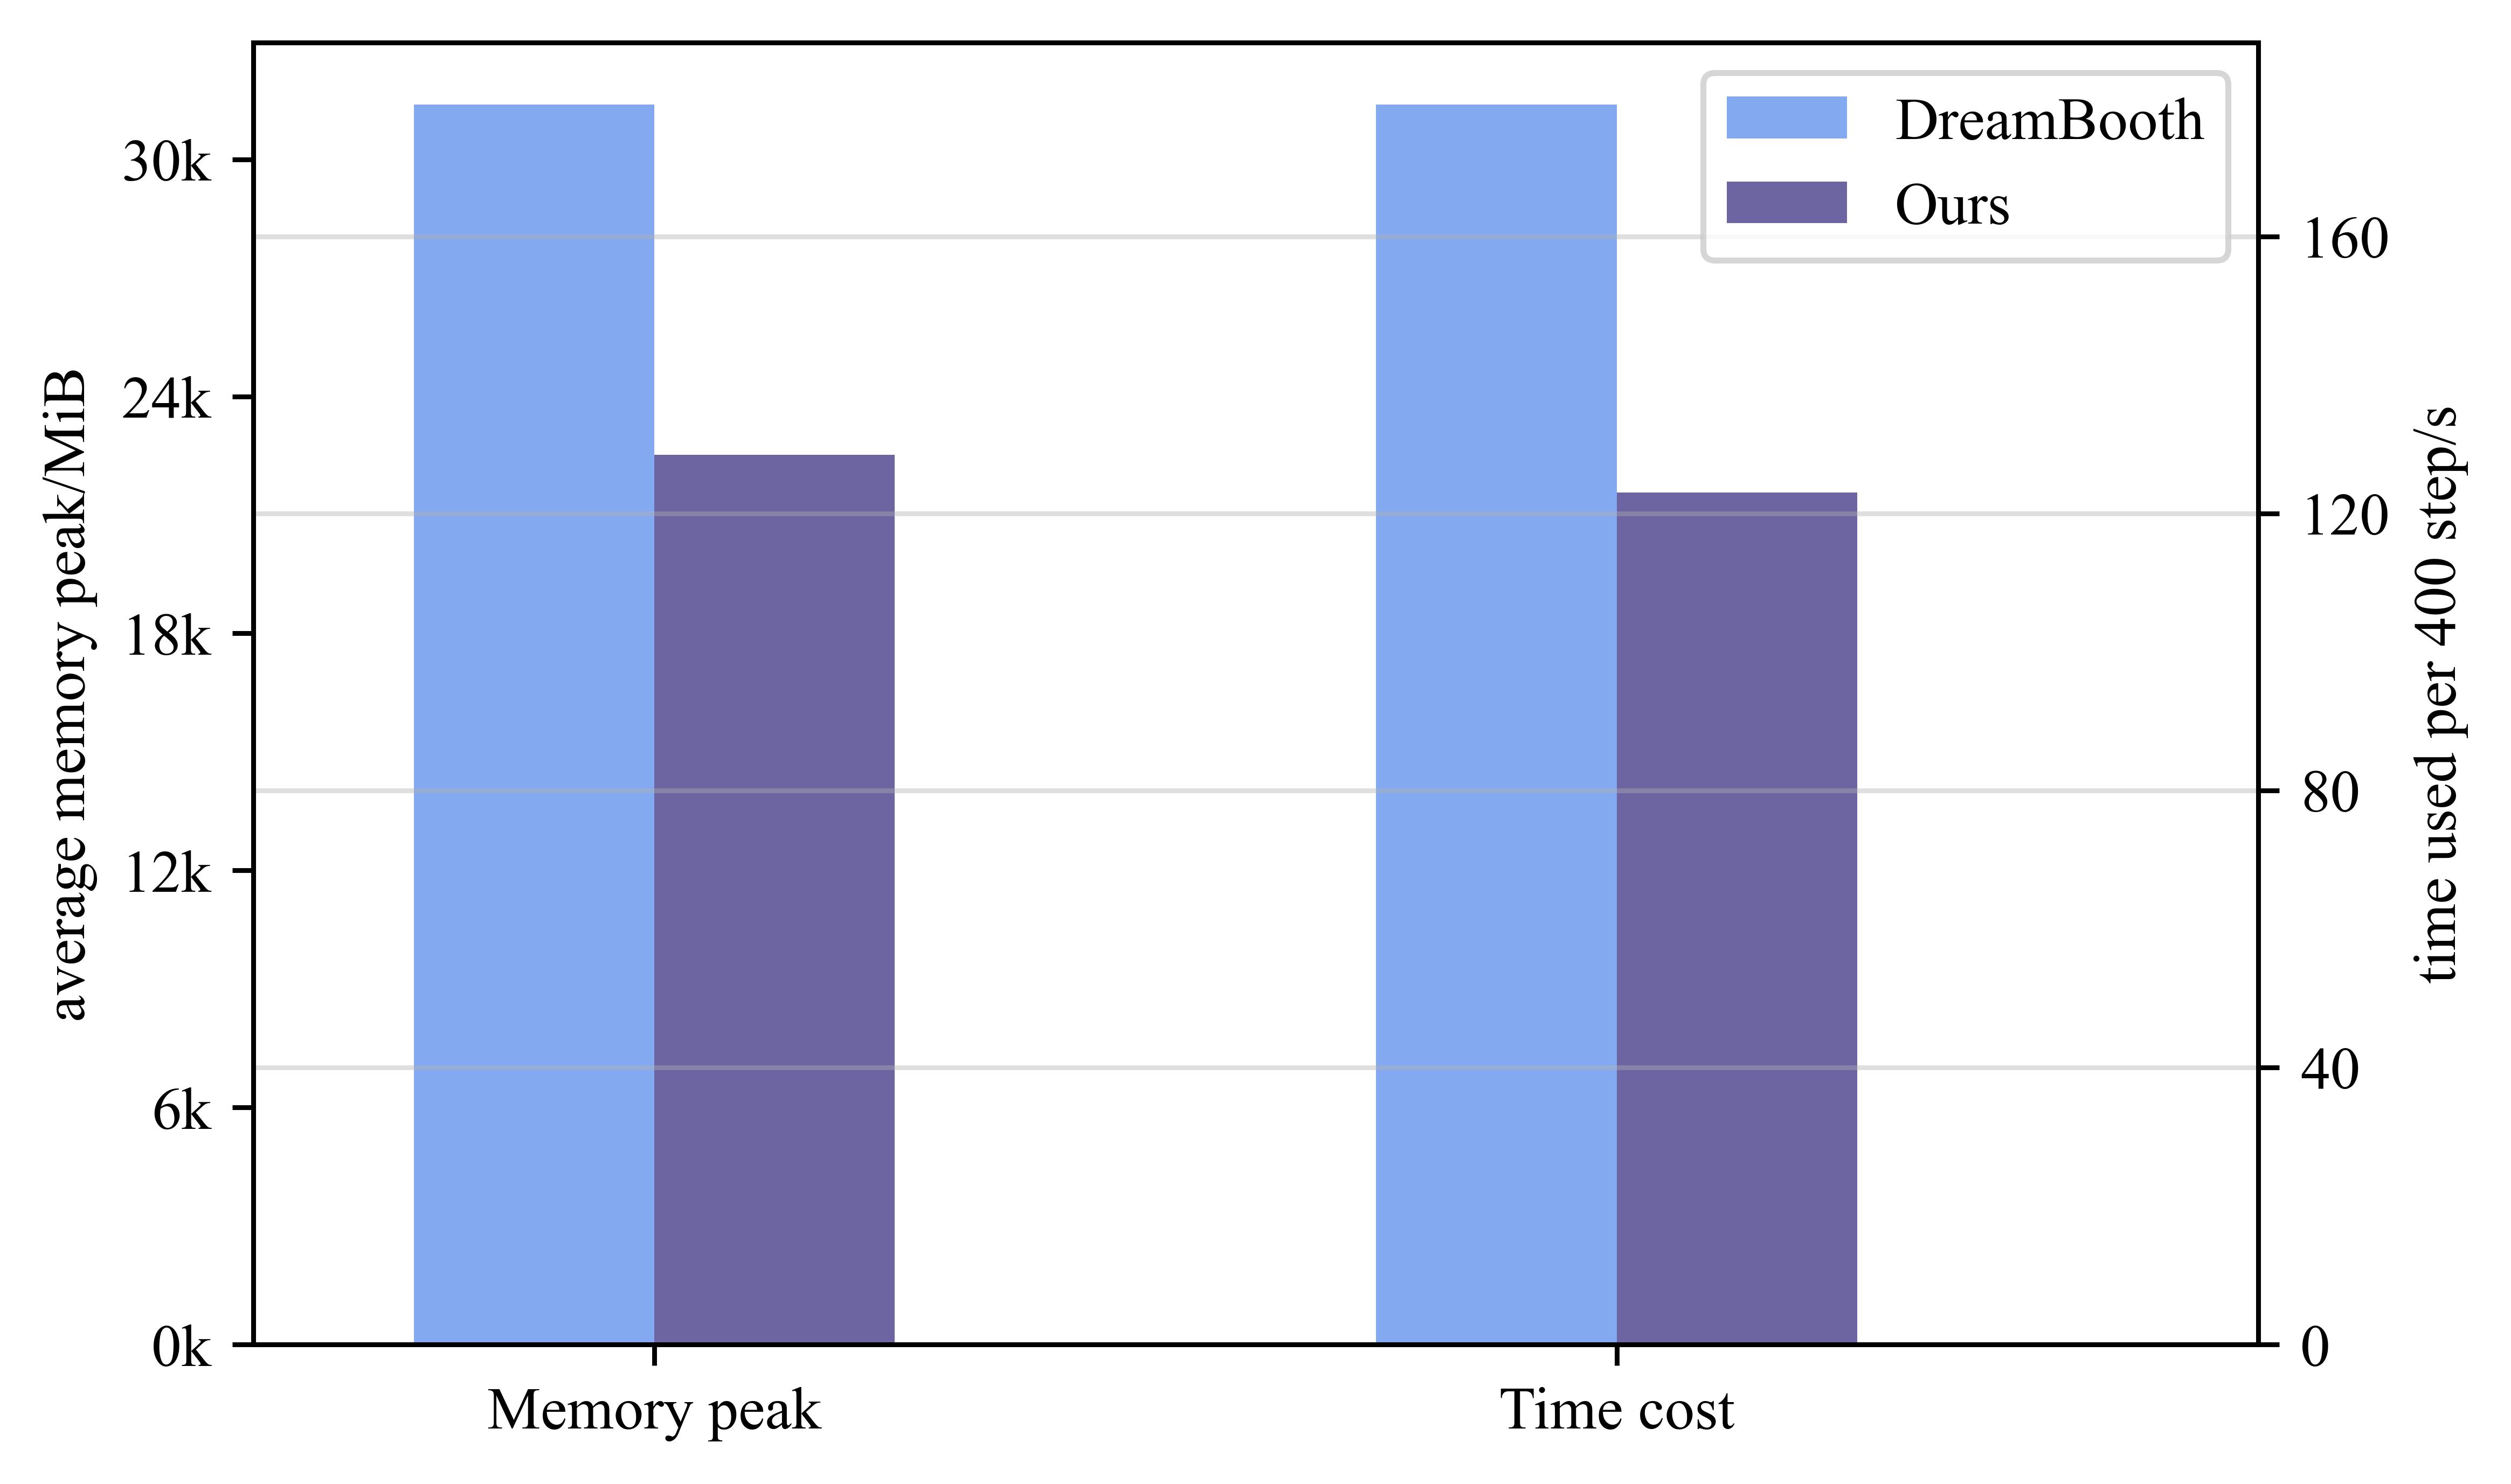 DreamBooth
Ours
average memory peak/MiB
30k
24k
18k
12k
6k
0k
160
120
80
40
0
time used per 400 step/s
Memory peak
Time cost